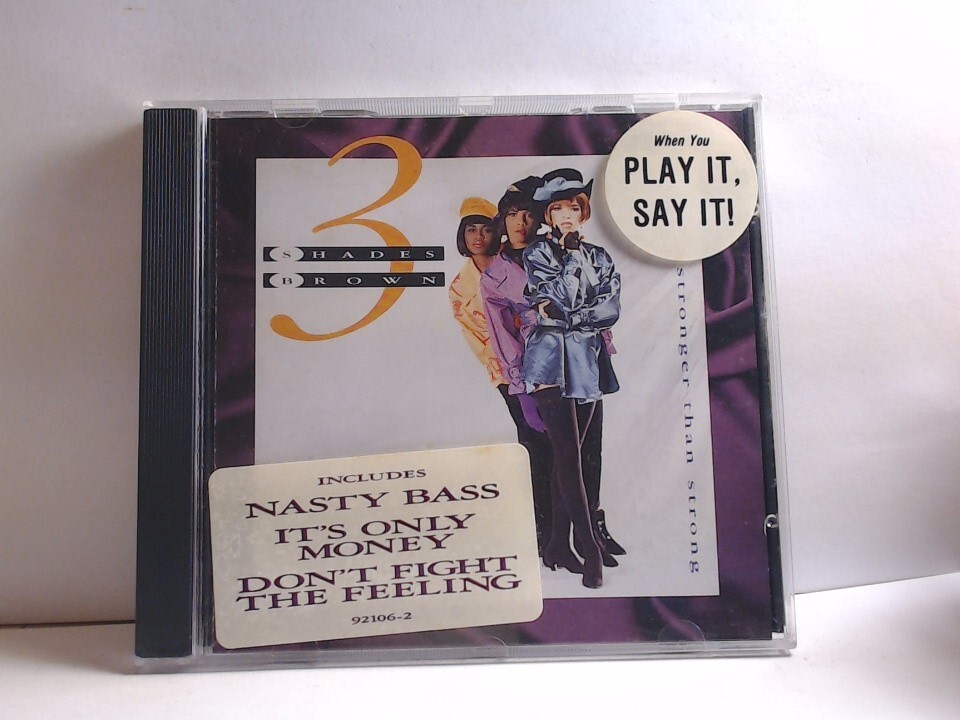 3
SHADES
BROWN
When You
PLAY IT,
SAY IT!
stronger than strong
INCLUDES
NASTY BASS
IT'S ONLY
MONEY
DON'T FIGHT
THE FEELING
92106-2